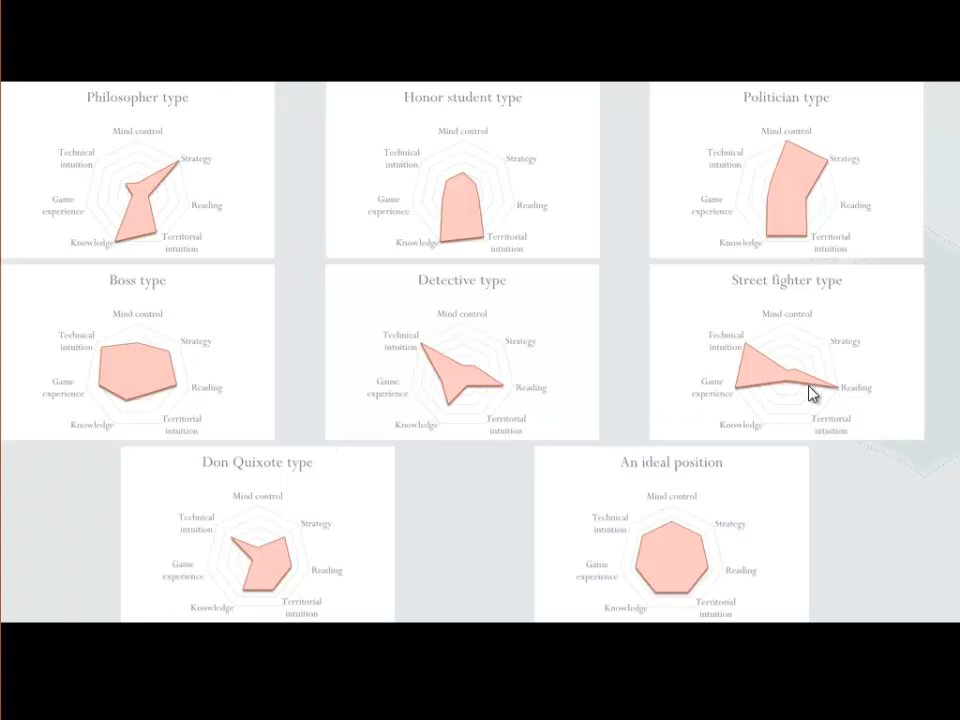 Philosopher type
Mind control
Technical
intuition
Strategy
Game
experience
Reading
Knowledge
Territorial
intuition
Honor student type
Mind control
Technical
intuition
Strategy
Game
experience
Reading
Knowledge
Territorial
intuition
Politician type
Mind control
Technical
intuition
Strategy
Game
experience
Reading
Knowledge
Territorial
intuition
Boss type
Mind control
Technical
intuition
Strategy
Game
experience
Reading
Knowledge
Territorial
intuition
Detective type
Mind control
Technical
intuition
Strategy
Game
experience
Reading
Knowledge
Territorial
intuition
Street fighter type
Mind control
Technical
intuition
Strategy
Game
experience
Reading
Knowledge
Territorial
intuition
Don Quixote type
Mind control
Technical
intuition
Strategy
Game
experience
Reading
Knowledge
Territorial
intuition
An ideal position
Mind control
Technical
intuition
Strategy
Game
experience
Reading
Knowledge
Territorial
intuition